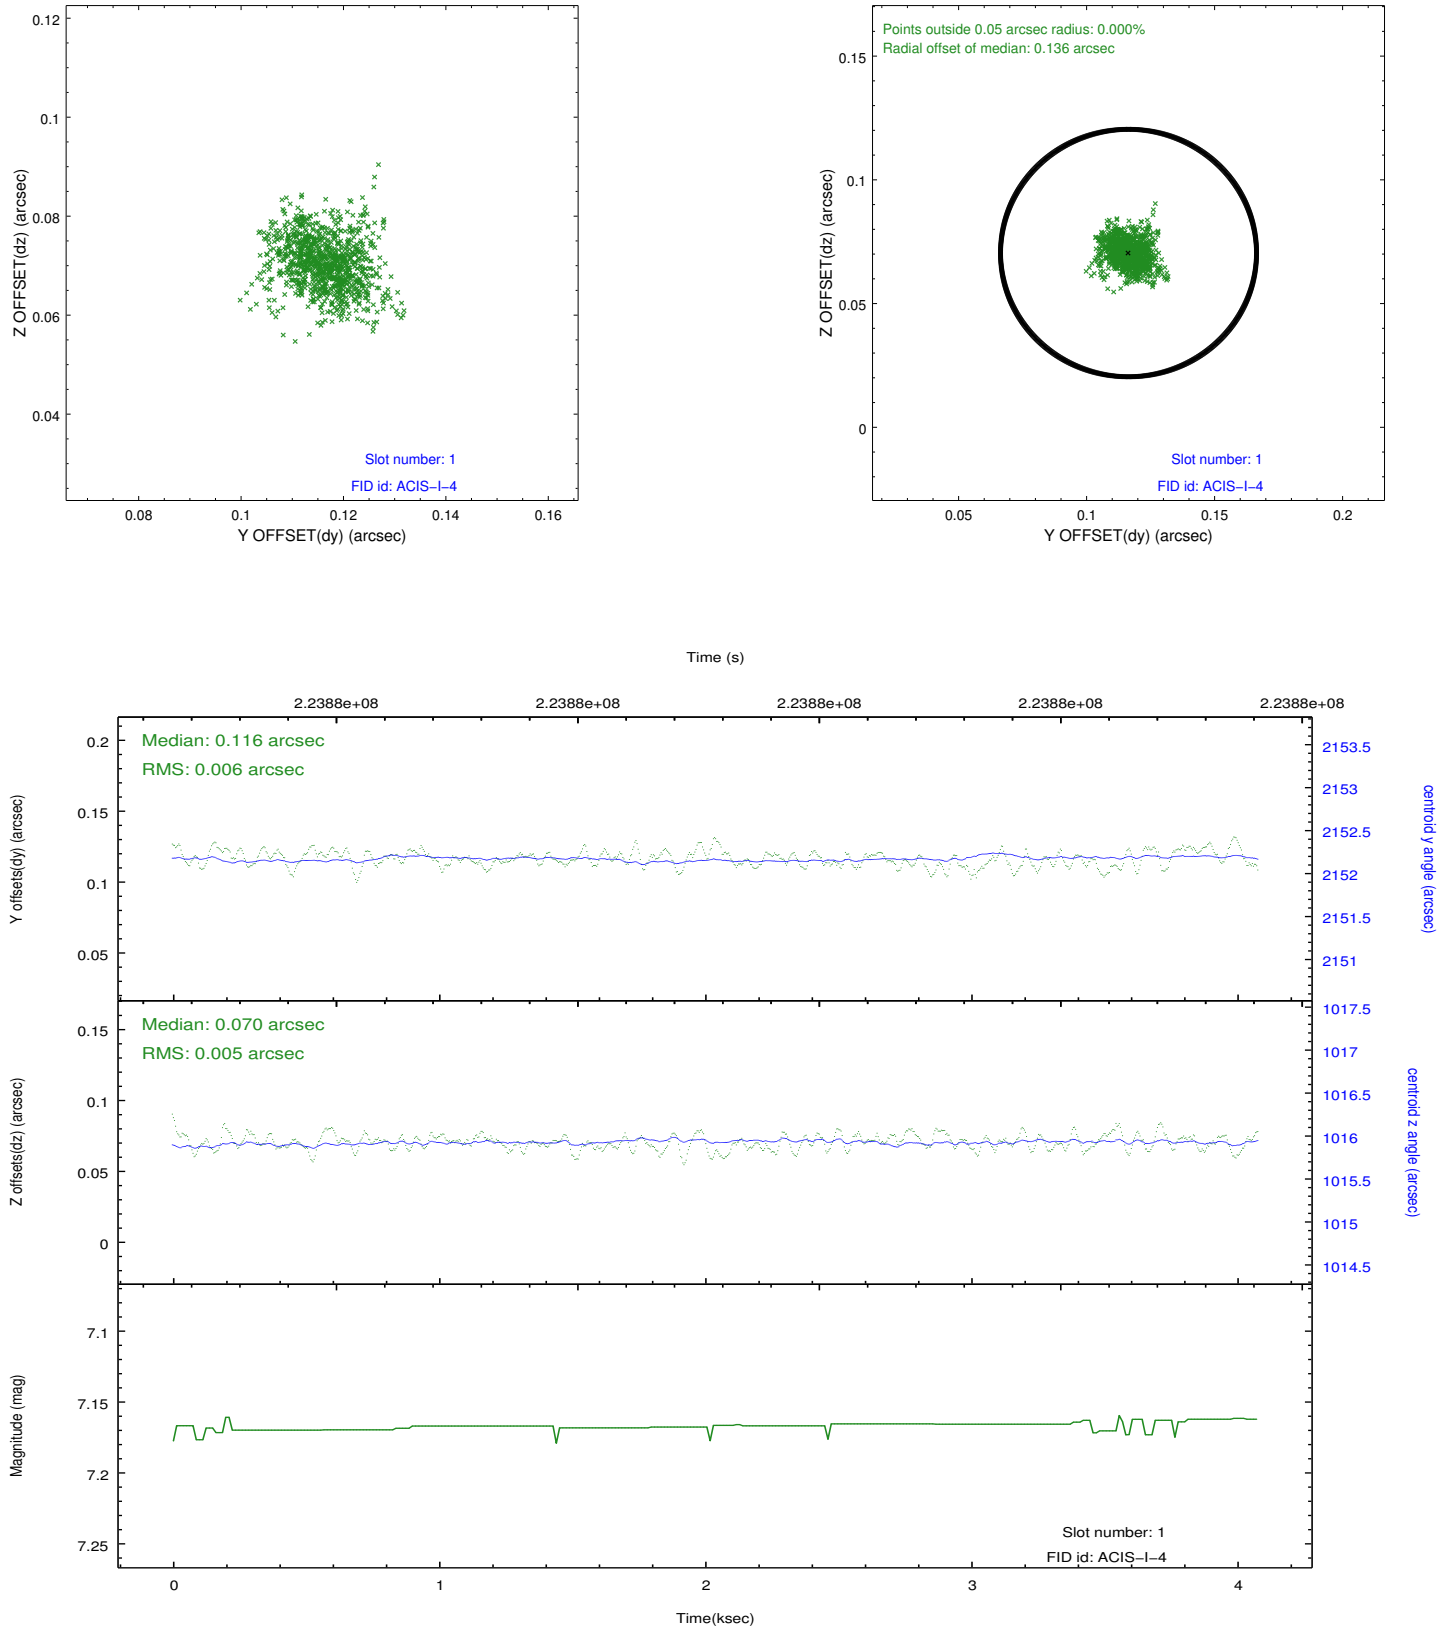 0.12
0.1
0.08
0.06
0.04
Z OFFSET(dz) (arcsec)
Slot number: 1
FID id: ACIS−I−4
0.08 0.1 0.12 0.14 0.16
Y OFFSET(dy) (arcsec)
Points outside 0.05 arcsec radius: 0.000%
Radial offset of median: 0.136 arcsec
0.15
0.1
0.05
0
Z OFFSET(dz) (arcsec)
Slot number: 1
FID id: ACIS−I−4
0.05 0.1 0.15 0.2
Y OFFSET(dy) (arcsec)
Time (s)
2.2388e+08 2.2388e+08 2.2388e+08 2.2388e+08 2.2388e+08
Median: 0.116 arcsec
RMS: 0.006 arcsec
0.2
0.15
0.1
0.05
Y offsets(dy) (arcsec)
2153.5
2153
2152.5
2152
2151.5
2151
centroid y angle (arcsec)
Median: 0.070 arcsec
RMS: 0.005 arcsec
0.15
0.1
0.05
0
Z offsets(dz) (arcsec)
1017.5
1017
1016.5
1016
1015.5
1015
1014.5
centroid z angle (arcsec)
7.1
7.15
7.2
7.25
Magnitude (mag)
Slot number: 1
FID id: ACIS−I−4
0 1 2 3 4
Time(ksec)